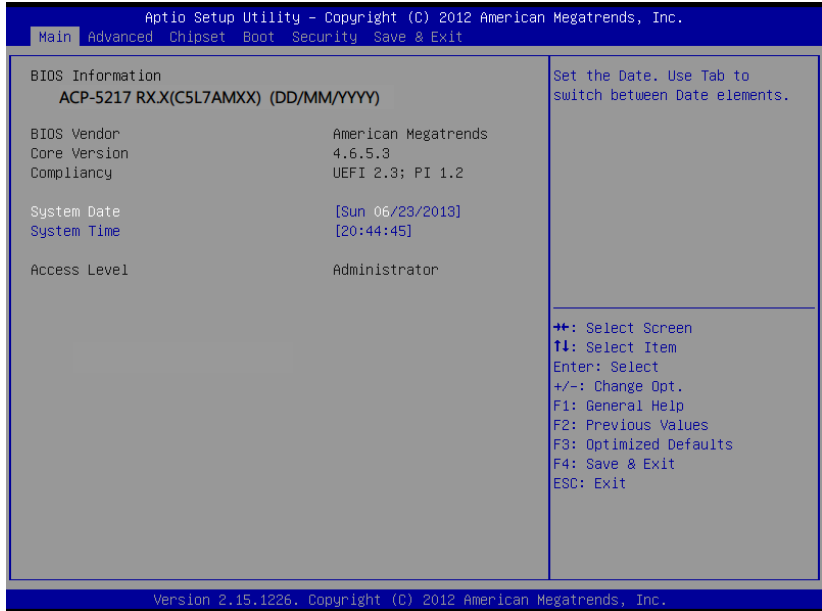 Aptio Setup Utility – Copyright (C) 2012 American Megatrends, Inc.
Main Advanced Chipset Boot Security Save & Exit
BIOS Information
ACP-5217 RX.X(C5L7AMXX) (DD/MM/YYYY)
BIOS Vendor American Megatrends
Core Version 4.6.5.3
Compliancy UEFI 2.3; PI 1.2
System Date [Sun 06/23/2013]
System Time [20:44:45]
Access Level Administrator
Set the Date. Use Tab to
switch between Date elements.
→←: Select Screen
↑↓: Select Item
Enter: Select
+/-: Change Opt.
F1: General Help
F2: Previous Values
F3: Optimized Defaults
F4: Save & Exit
ESC: Exit
Version 2.15.1226. Copyright (C) 2012 American Megatrends, Inc.